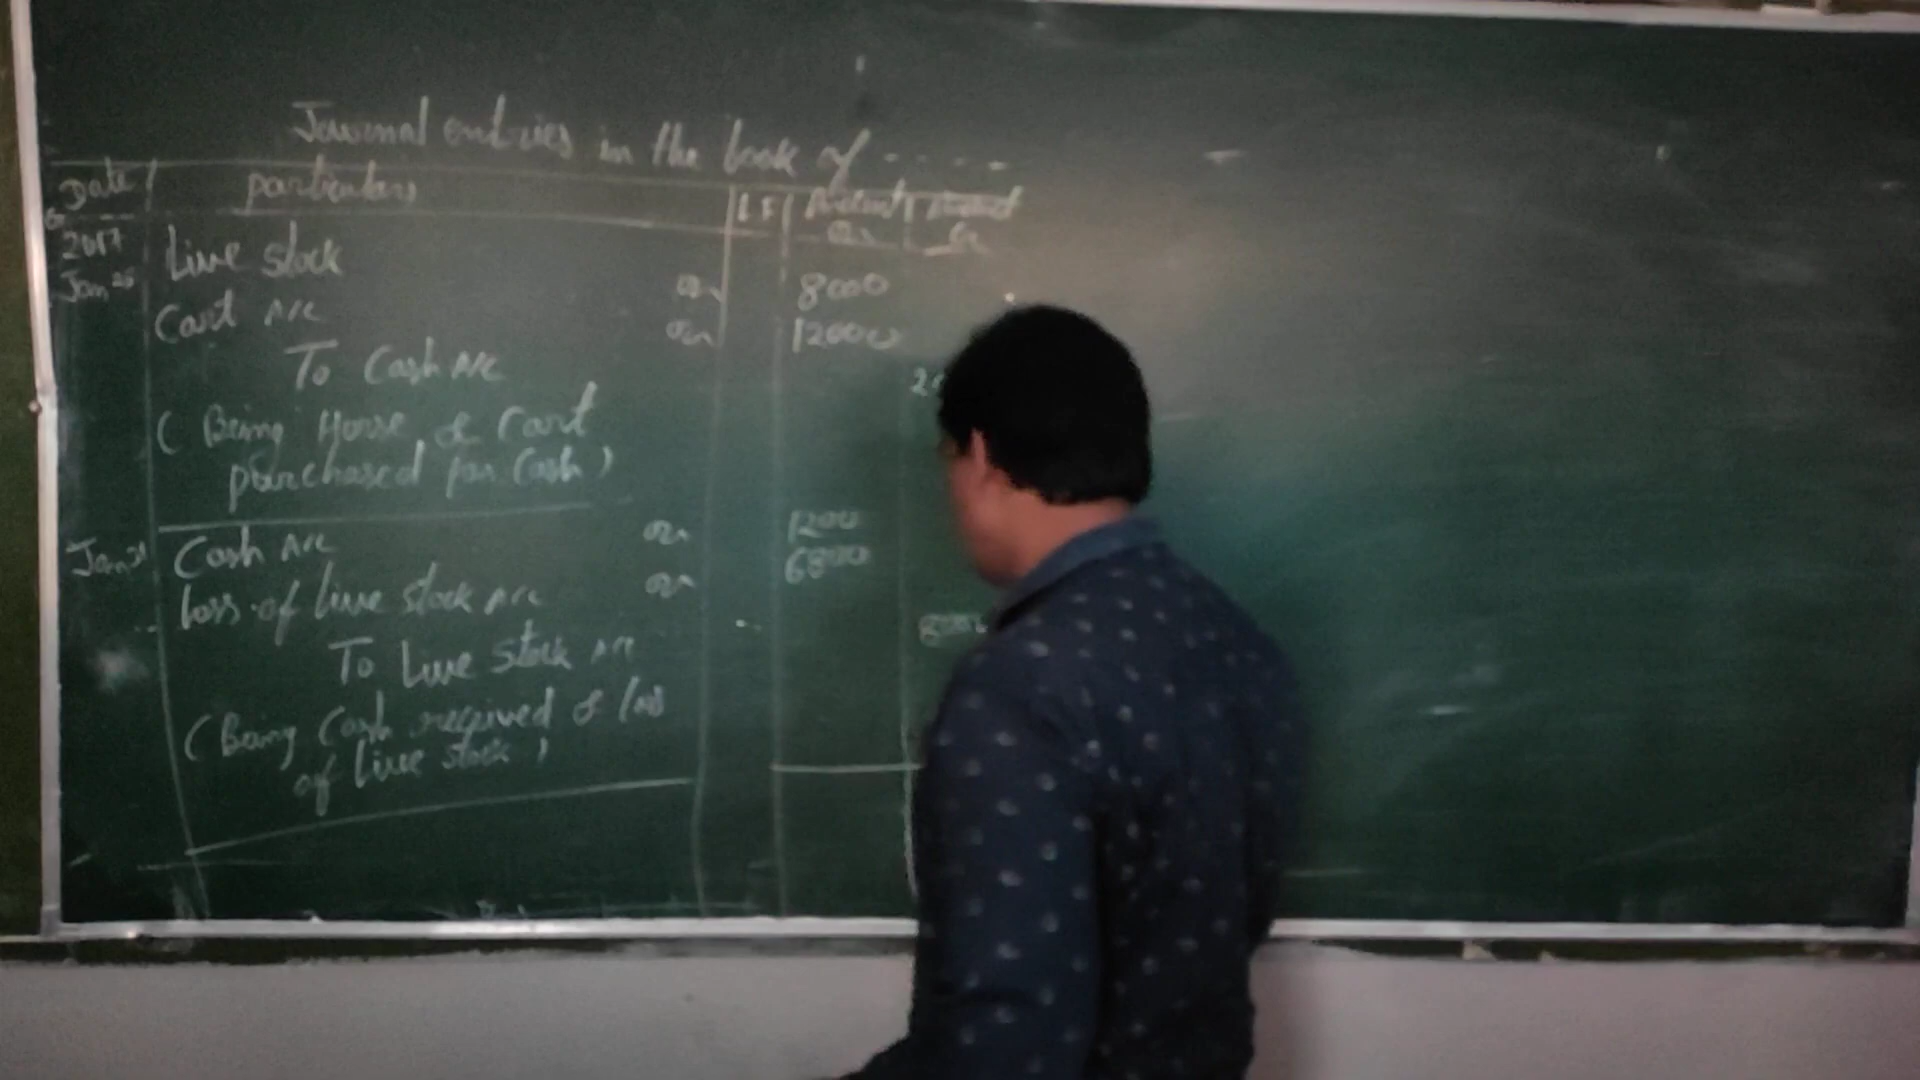 Journal entries in the book of - - - -
Date particulars L.F Amount Dr Amount Cr
2017
Jan 25 Live stock Dr 8000
Cart A/c Dr 12000
To Cash A/c
(Being Horse & Cart
purchased for Cash)
Jan 31 Cash A/c Dr 1200
loss of live stock A/c Dr 6800
To Live stock A/c 8000
(Being Cash received & loss
of live stock)